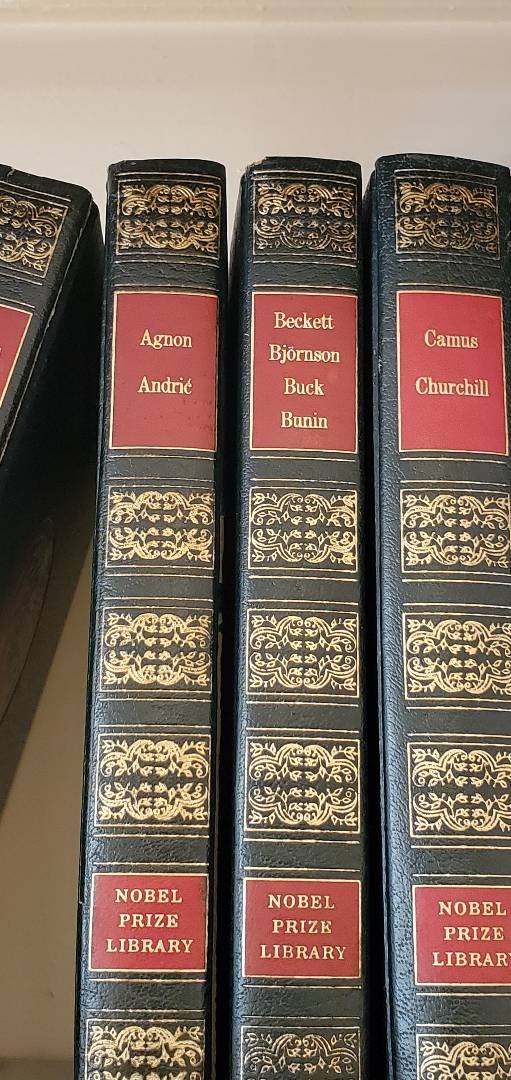 Agnon
Andrić
NOBEL
PRIZE
LIBRARY
Beckett
Björnson
Buck
Bunin
NOBEL
PRIZE
LIBRARY
Camus
Churchill
NOBEL
PRIZE
LIBRARY